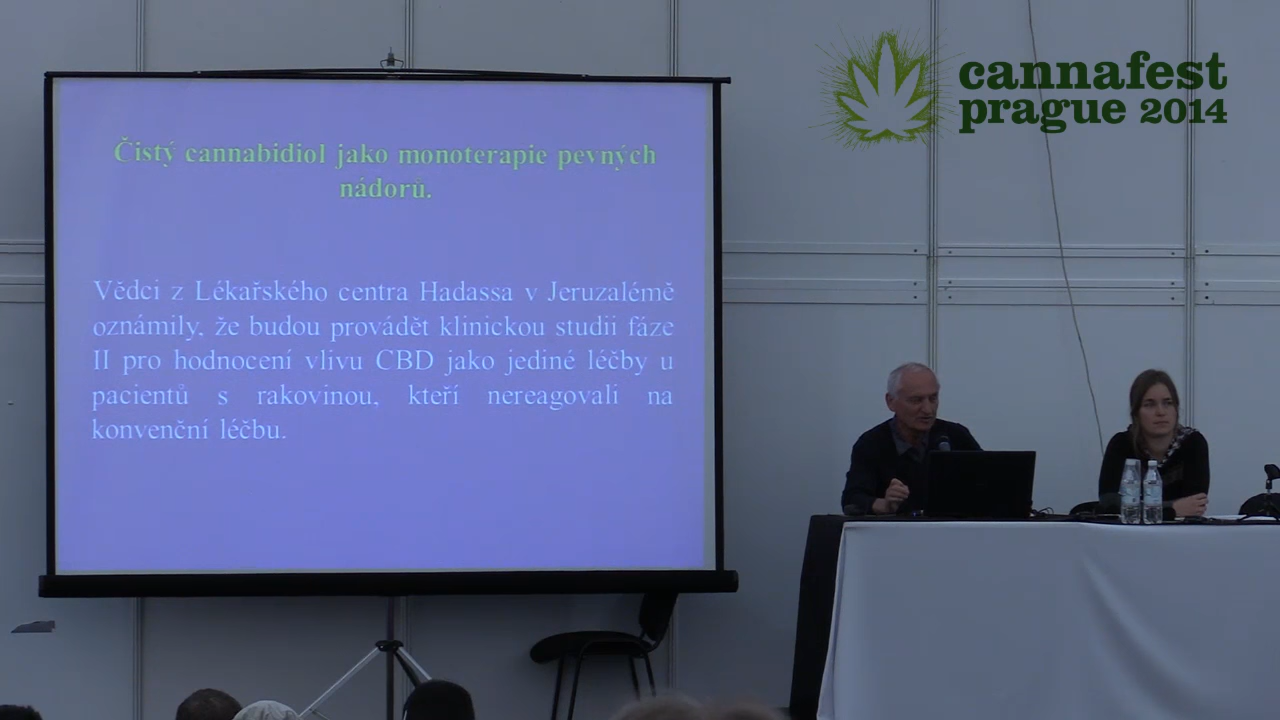 cannafest
prague 2014
Čistý cannabidiol jako monoterapie pevných
nádorů.
Vědci z Lékařského centra Hadassa v Jeruzalémě
oznámily, že budou provádět klinickou studii fáze
II pro hodnocení vlivu CBD jako jediné léčby u
pacientů s rakovinou, kteří nereagovali na
konvenční léčbu.